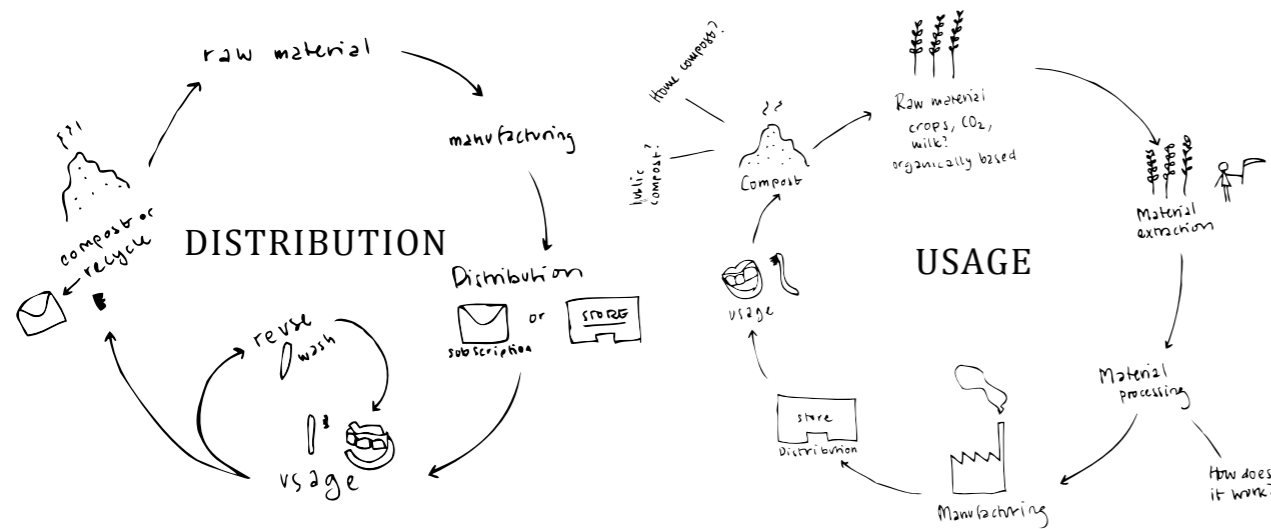 raw material
manufacturing
Distribution
or
STORE
subscription
usage
reuse
wash
compost or
recycle
DISTRIBUTION
Raw material
crops, CO₂,
milk?
organically based
Material
extraction
Material
processing
How does
it work?
Manufacturing
store
Distribution
usage
Compost
Public
compost?
Home compost?
USAGE